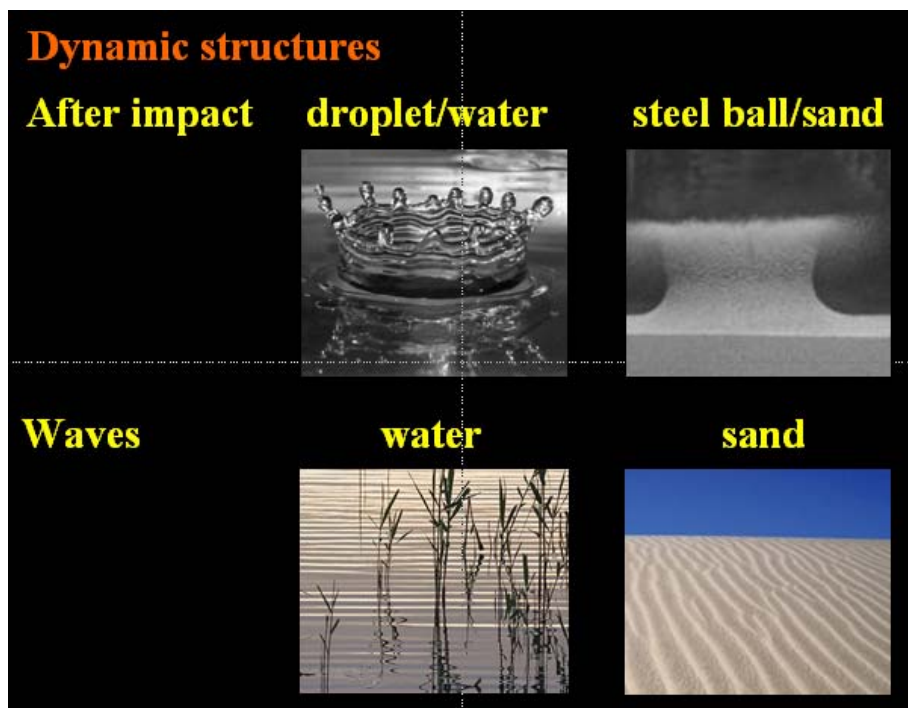 Dynamic structures
After impact droplet/water steel ball/sand
Waves water sand